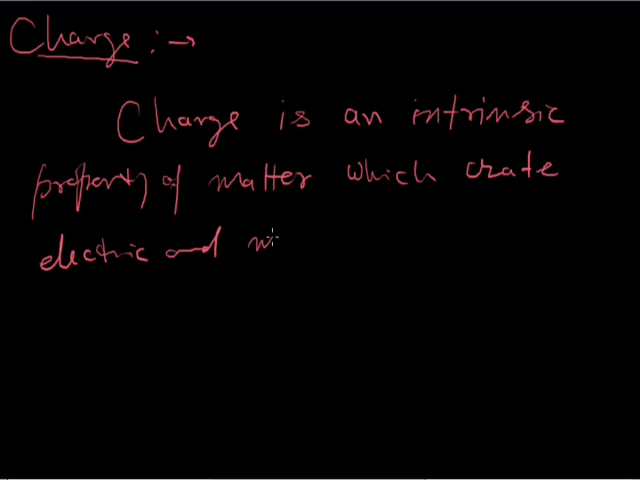 Charge :→
Charge is an intrinsic
property of matter which crate
electric and